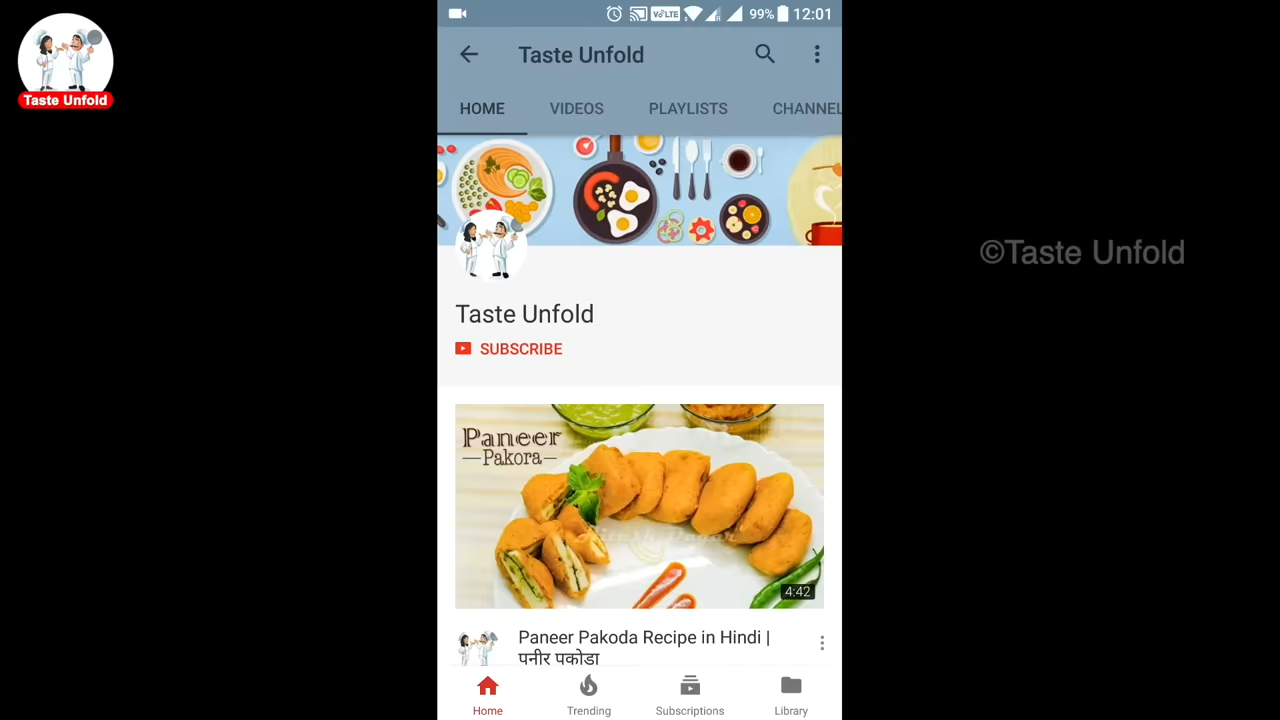 Taste Unfold
VoLTE
99%
12:01
Taste Unfold
HOME
VIDEOS
PLAYLISTS
CHANNEL
©Taste Unfold
Taste Unfold
SUBSCRIBE
Paneer
Pakora
4:42
Paneer Pakoda Recipe in Hindi |
पनीर पकोडा
Home
Trending
Subscriptions
Library